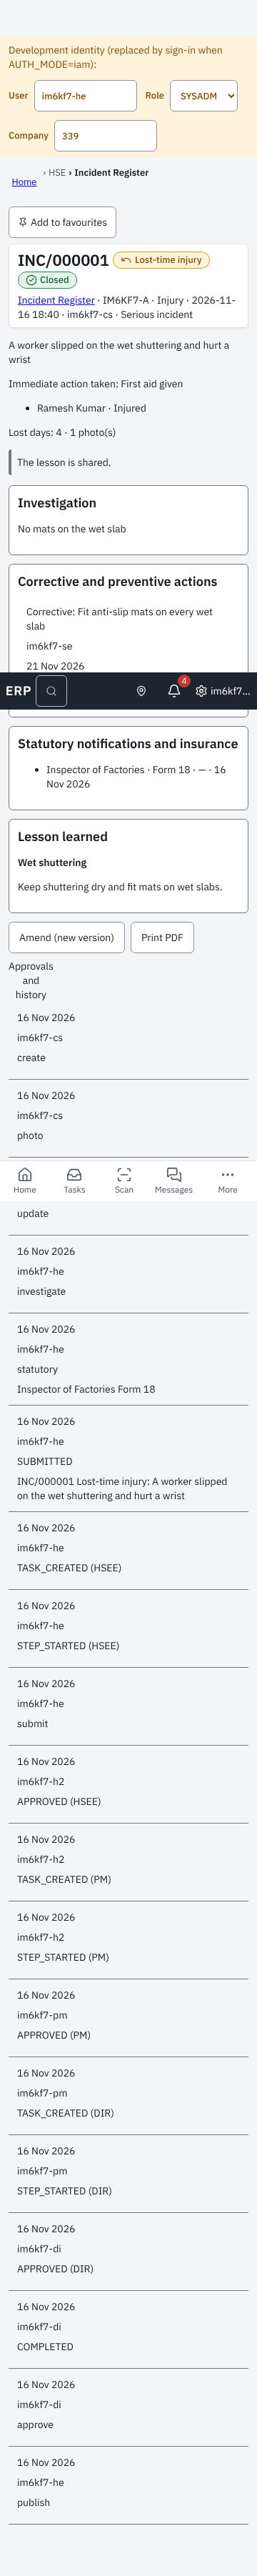 Development identity (replaced by sign-in when
AUTH_MODE=iam):
User im6kf7-he Role SYSADM
Company 339
Home › HSE › Incident Register
Add to favourites
INC/000001 Lost-time injury
Closed
Incident Register · IM6KF7-A · Injury · 2026-11-
16 18:40 · im6kf7-cs · Serious incident
A worker slipped on the wet shuttering and hurt a
wrist
Immediate action taken: First aid given
• Ramesh Kumar · Injured
Lost days: 4 · 1 photo(s)
The lesson is shared.
Investigation
No mats on the wet slab
Corrective and preventive actions
Corrective: Fit anti-slip mats on every wet
slab
im6kf7-se
21 Nov 2026
ERP 4 im6kf7...
Statutory notifications and insurance
• Inspector of Factories · Form 18 · — · 16
Nov 2026
Lesson learned
Wet shuttering
Keep shuttering dry and fit mats on wet slabs.
Amend (new version) Print PDF
Approvals
and
history
16 Nov 2026
im6kf7-cs
create
16 Nov 2026
im6kf7-cs
photo
Home Tasks Scan Messages More
update
16 Nov 2026
im6kf7-he
investigate
16 Nov 2026
im6kf7-he
statutory
Inspector of Factories Form 18
16 Nov 2026
im6kf7-he
SUBMITTED
INC/000001 Lost-time injury: A worker slipped
on the wet shuttering and hurt a wrist
16 Nov 2026
im6kf7-he
TASK_CREATED (HSEE)
16 Nov 2026
im6kf7-he
STEP_STARTED (HSEE)
16 Nov 2026
im6kf7-he
submit
16 Nov 2026
im6kf7-h2
APPROVED (HSEE)
16 Nov 2026
im6kf7-h2
TASK_CREATED (PM)
16 Nov 2026
im6kf7-h2
STEP_STARTED (PM)
16 Nov 2026
im6kf7-pm
APPROVED (PM)
16 Nov 2026
im6kf7-pm
TASK_CREATED (DIR)
16 Nov 2026
im6kf7-pm
STEP_STARTED (DIR)
16 Nov 2026
im6kf7-di
APPROVED (DIR)
16 Nov 2026
im6kf7-di
COMPLETED
16 Nov 2026
im6kf7-di
approve
16 Nov 2026
im6kf7-he
publish